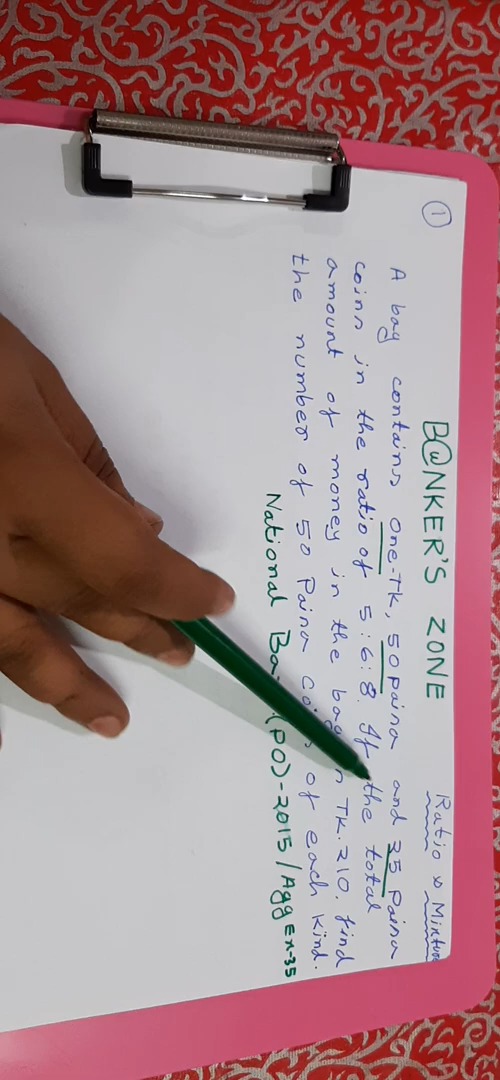 B@NKER'S ZONE
Ratio & Mixture
①
A bag contains one-TK, 50 paisa and 25 Paisa
coins in the ratio of 5:6:8. If the total
amount of money in the bag TK.210. find
the number of 50 Paisa coins of each kind.
National (PO)-2015/Agg Ex-35